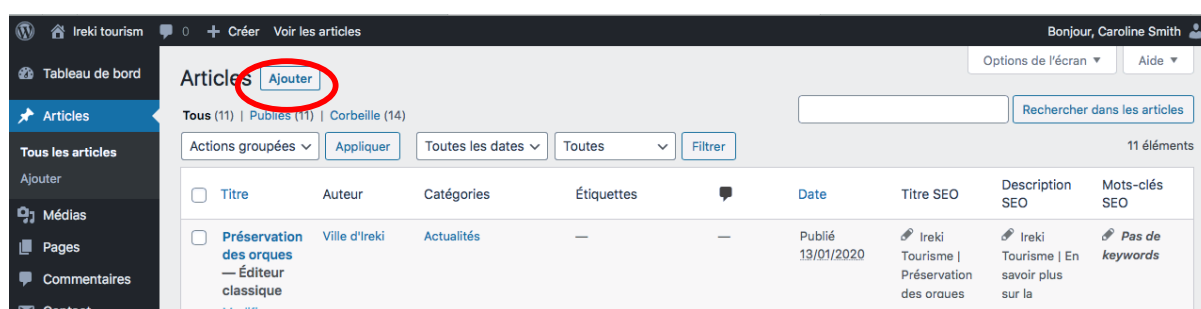 Ireki tourism 0 + Créer Voir les articles Bonjour, Caroline Smith
Tableau de bord
Articles
Tous les articles
Ajouter
Médias
Pages
Commentaires
Contact
Options de l'écran ▼ Aide ▼
Articles Ajouter
Tous (11) | Publiés (11) | Corbeille (14)
Rechercher dans les articles
Actions groupées Appliquer Toutes les dates Toutes Filtrer 11 éléments
Titre Auteur Catégories Étiquettes Date Titre SEO Description SEO Mots-clés SEO
Préservation des orques — Éditeur classique
Ville d'Ireki
Actualités
—
—
Publié
13/01/2020
Ireki
Tourisme |
Préservation
des orques
Ireki
Tourisme | En
savoir plus
sur la
Pas de
keywords